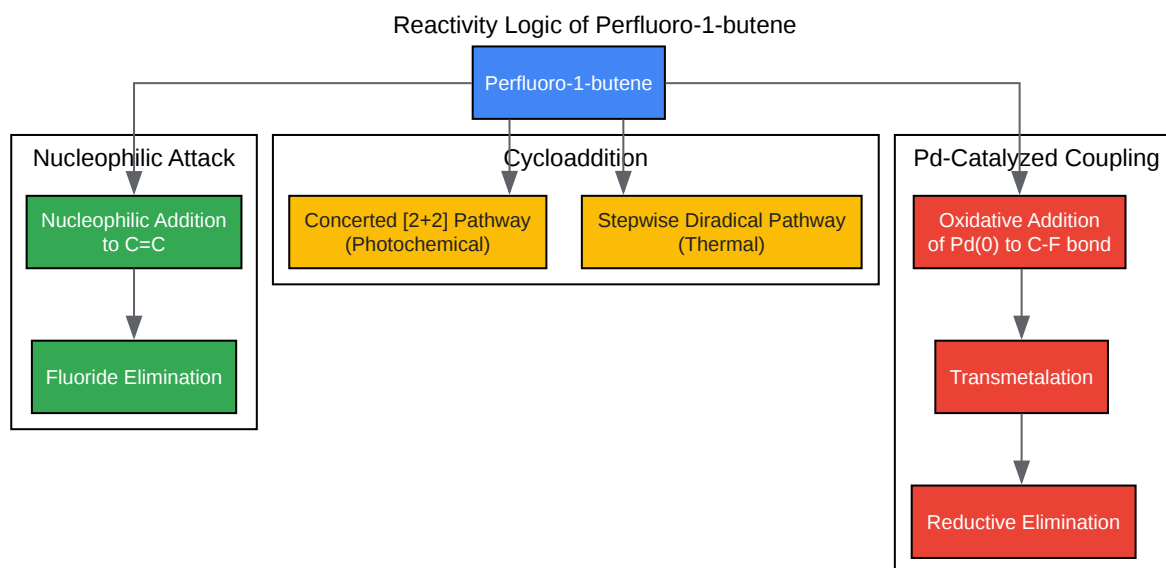 Reactivity Logic of Perfluoro-1-butene
Perfluoro-1-butene
Nucleophilic Attack
Nucleophilic Addition
to C=C
Fluoride Elimination
Cycloaddition
Concerted [2+2] Pathway
(Photochemical)
Stepwise Diradical Pathway
(Thermal)
Pd-Catalyzed Coupling
Oxidative Addition
of Pd(0) to C-F bond
Transmetalation
Reductive Elimination